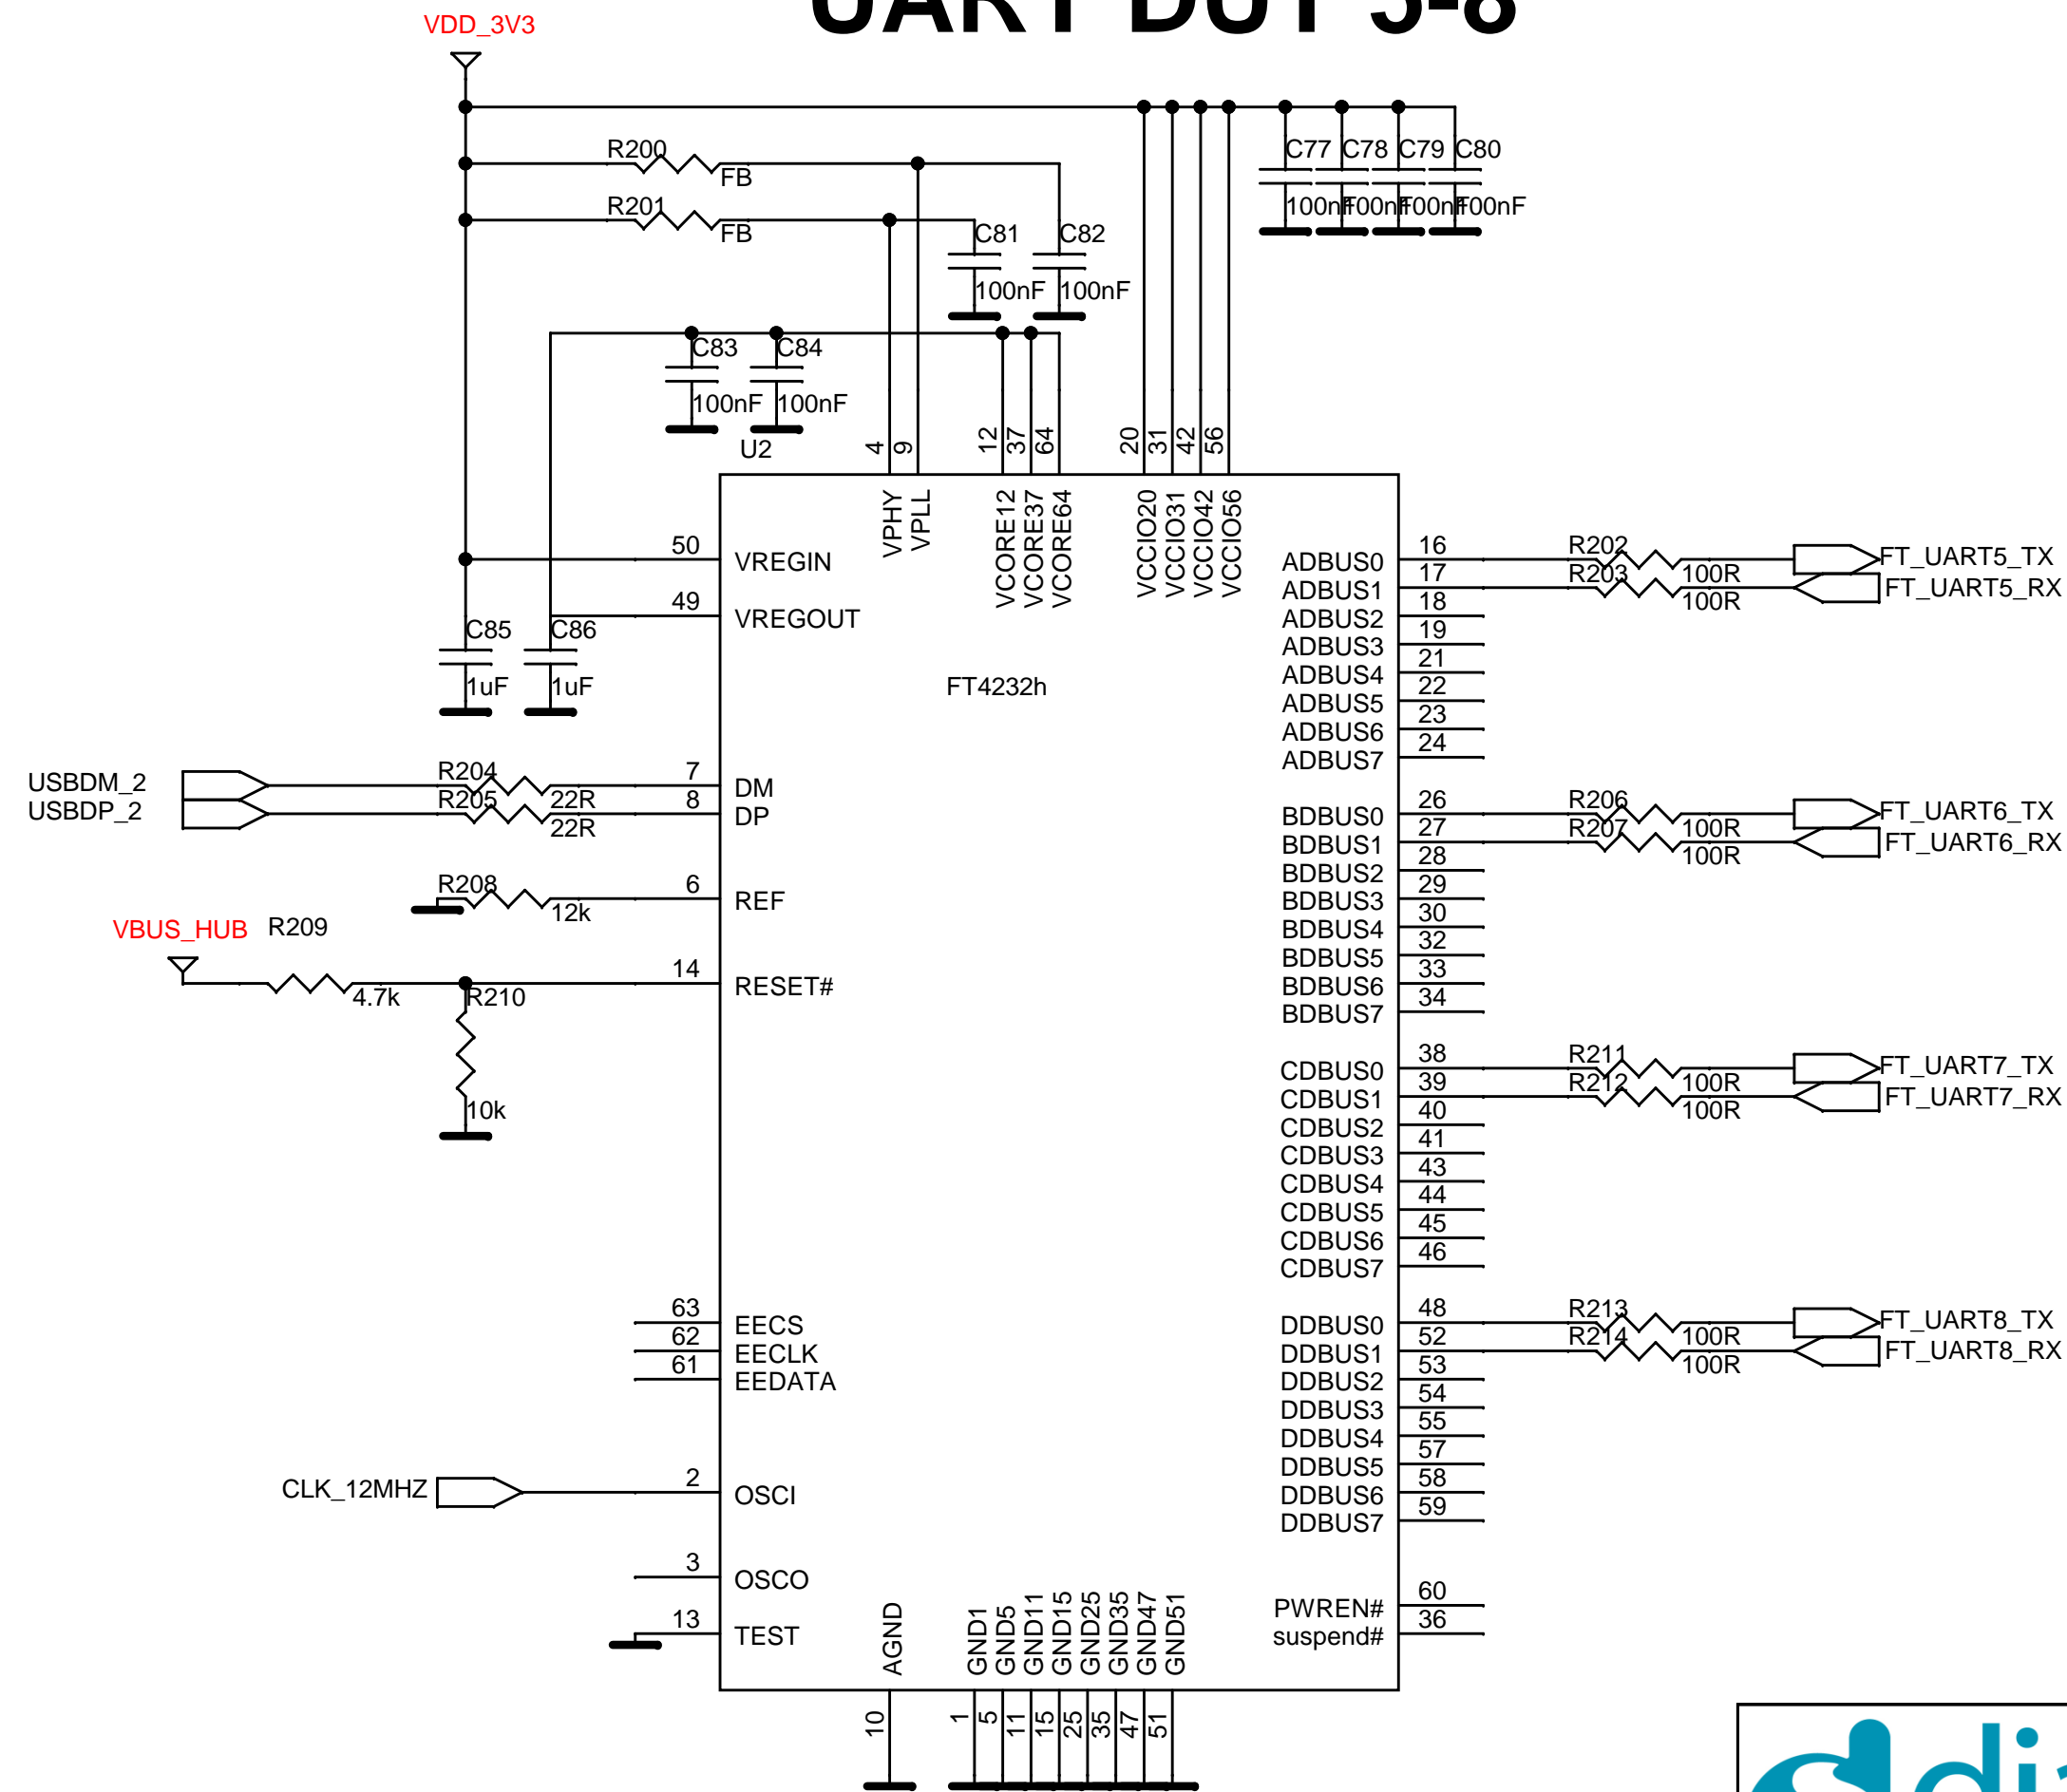 UART DUT 5-8
VDD_3V3
R200
FB
R201
FB
C77 C78 C79 C80
100nF 100nF 100nF 100nF
C81 C82
100nF 100nF
C83 C84
100nF 100nF
U2
4 9 12 37 64 20 31 42 56
VPHY VPLL VCORE12 VCORE37 VCORE64 VCCIO20 VCCIO31 VCCIO42 VCCIO56
50 VREGIN
49 VREGOUT
C85 C86
1uF 1uF
FT4232h
USBDM_2 R204 22R 7 DM
USBDP_2 R205 22R 8 DP
R208 12k 6 REF
VBUS_HUB R209 4.7k
14 RESET#
R210
10k
63 EECS
62 EECLK
61 EEDATA
CLK_12MHZ 2 OSCI
3 OSCO
13 TEST
ADBUS0 16 R202 100R FT_UART5_TX
ADBUS1 17 R203 100R FT_UART5_RX
ADBUS2 18
ADBUS3 19
ADBUS4 21
ADBUS5 22
ADBUS6 23
ADBUS7 24
BDBUS0 26 R206 100R FT_UART6_TX
BDBUS1 27 R207 100R FT_UART6_RX
BDBUS2 28
BDBUS3 29
BDBUS4 30
BDBUS5 32
BDBUS6 33
BDBUS7 34
CDBUS0 38 R211 100R FT_UART7_TX
CDBUS1 39 R212 100R FT_UART7_RX
CDBUS2 40
CDBUS3 41
CDBUS4 43
CDBUS5 44
CDBUS6 45
CDBUS7 46
DDBUS0 48 R213 100R FT_UART8_TX
DDBUS1 52 R214 100R FT_UART8_RX
DDBUS2 53
DDBUS3 54
DDBUS4 55
DDBUS5 57
DDBUS6 58
DDBUS7 59
PWREN# 60
suspend# 36
AGND GND1 GND5 GND11 GND15 GND25 GND35 GND47 GND51
10 1 5 11 15 25 35 47 51